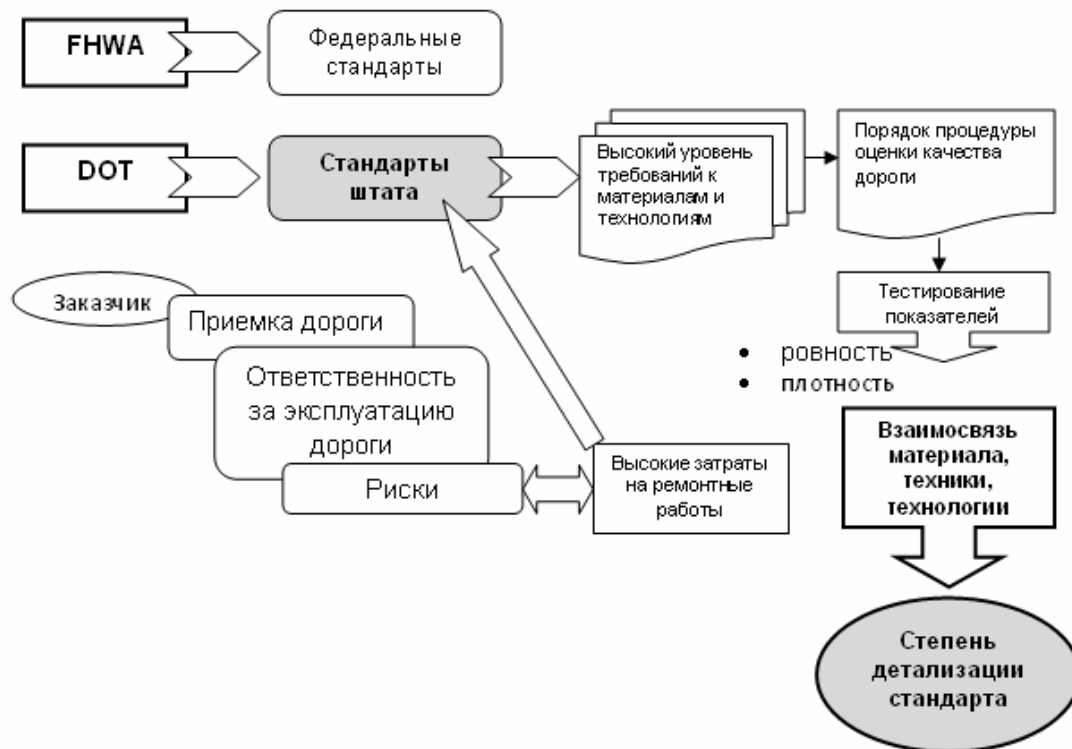 FHWA
Федеральные
стандарты
DOT
Стандарты
штата
Высокий уровень
требований к
материалам и
технологиям
Порядок процедуры
оценки качества
дороги
Тестирование
показателей
• ровность
• плотность
Заказчик
Приемка дороги
Ответственность
за эксплуатацию
дороги
Риски
Высокие затраты
на ремонтные
работы
Взаимосвязь
материала,
техники,
технологии
Степень
детализации
стандарта